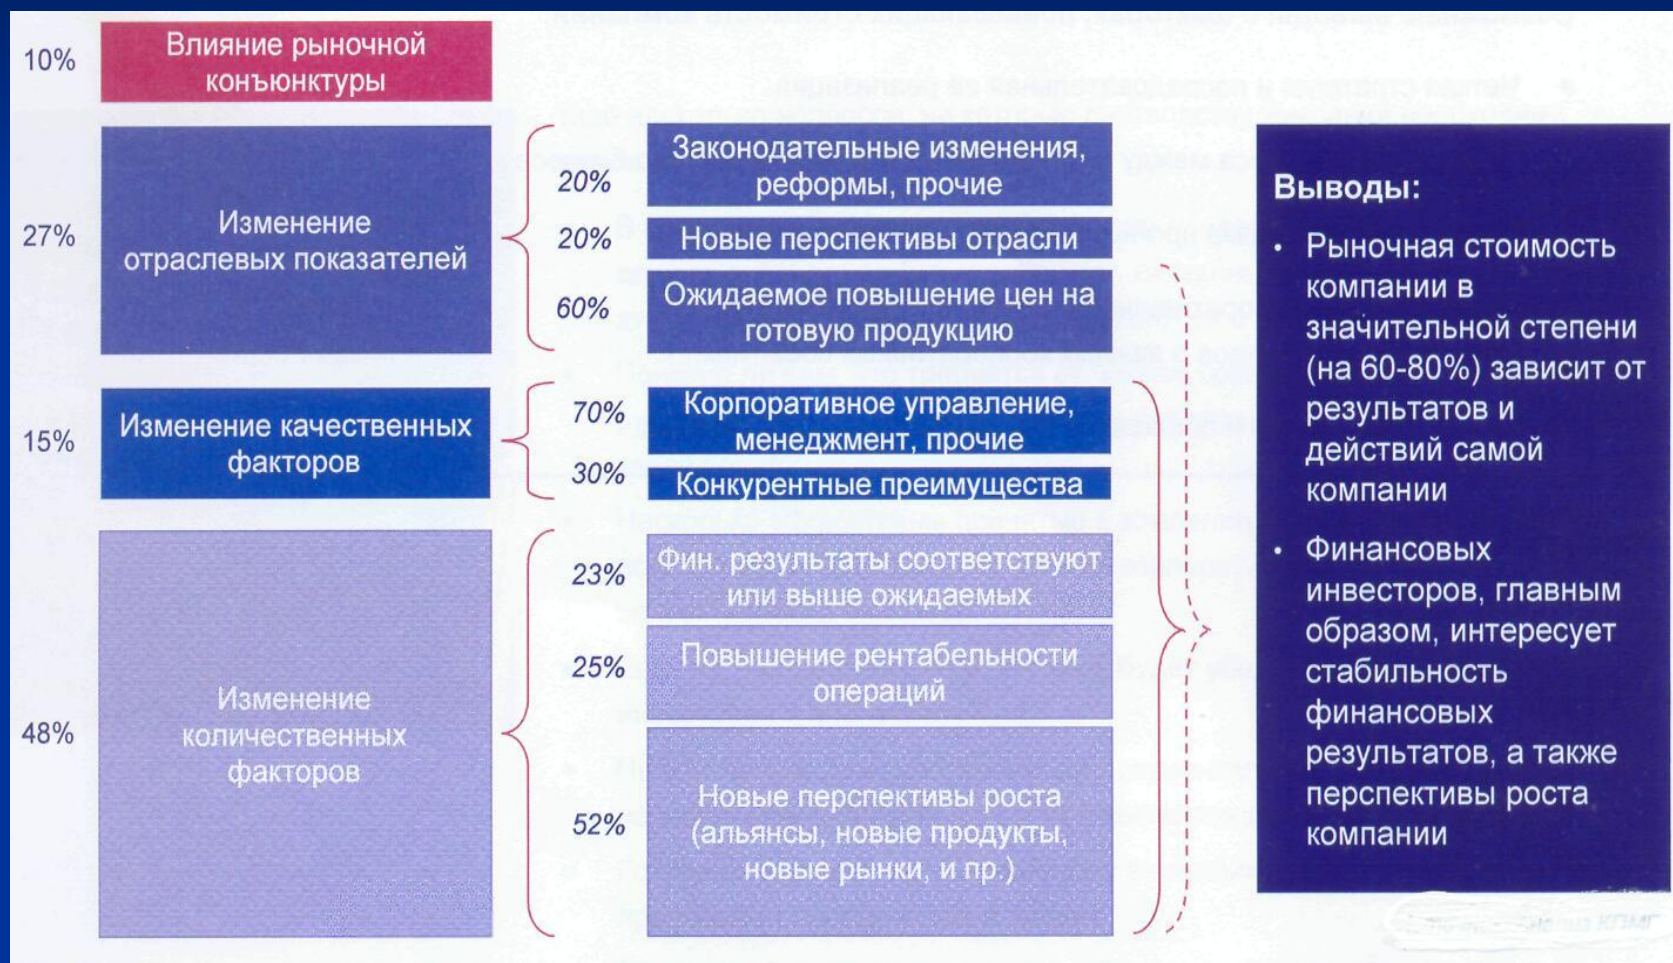 10%
Влияние рыночной
конъюнктуры
27%
Изменение
отраслевых показателей
20%
Законодательные изменения,
реформы, прочие
20%
Новые перспективы отрасли
60%
Ожидаемое повышение цен на
готовую продукцию
15%
Изменение качественных
факторов
70%
Корпоративное управление,
менеджмент, прочие
30%
Конкурентные преимущества
48%
Изменение
количественных
факторов
23%
Фин. результаты соответствуют
или выше ожидаемых
25%
Повышение рентабельности
операций
52%
Новые перспективы роста
(альянсы, новые продукты,
новые рынки, и пр.)
Выводы:
• Рыночная стоимость
компании в
значительной степени
(на 60-80%) зависит от
результатов и
действий самой
компании
• Финансовых
инвесторов, главным
образом, интересует
стабильность
финансовых
результатов, а также
перспективы роста
компании
КПМГ